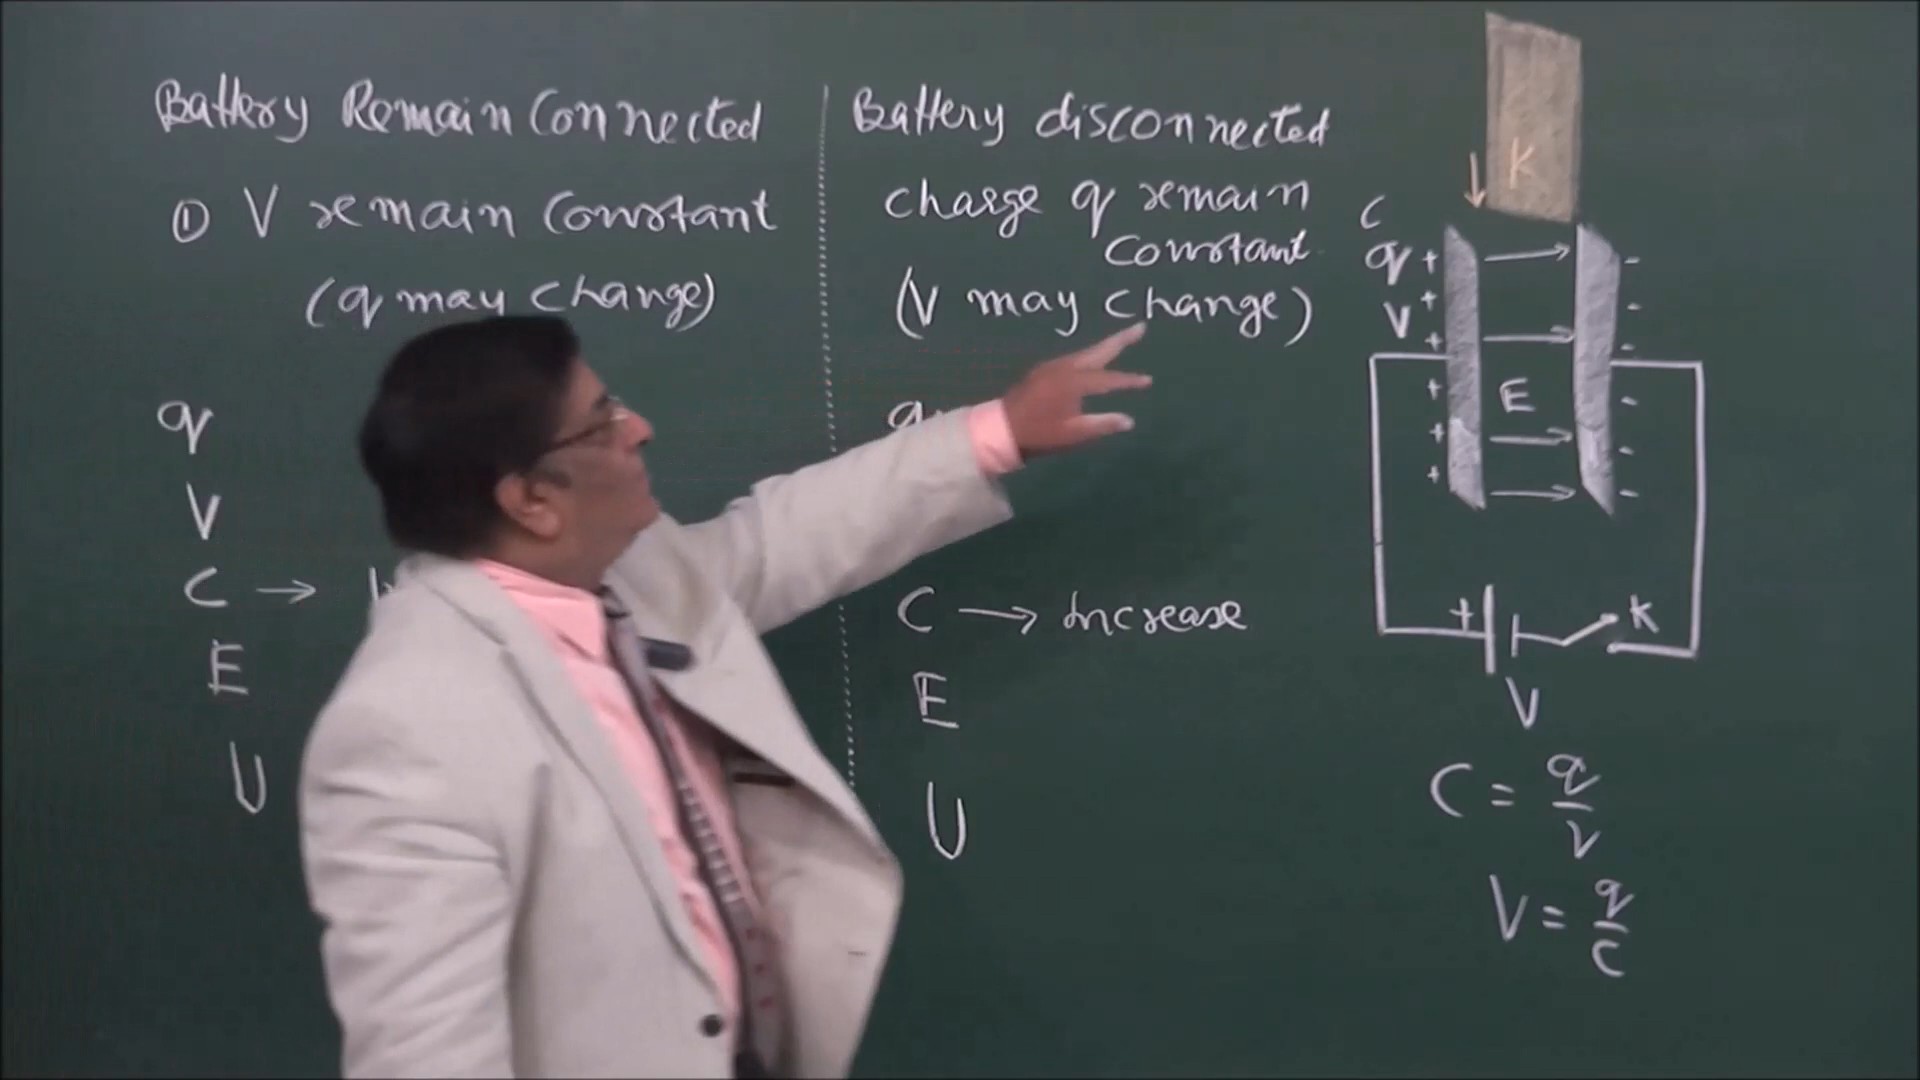 Battery Remain Connected
① V remain Constant
(q may change)
q
V
C →
E
U
Battery disconnected
charge q remain
constant
(V may change)
q
C → Increase
E
U
K
C
q + -
V + -
+ -
+ -
+ -
+ -
E
+ K
V
C = q/V
V = q/C